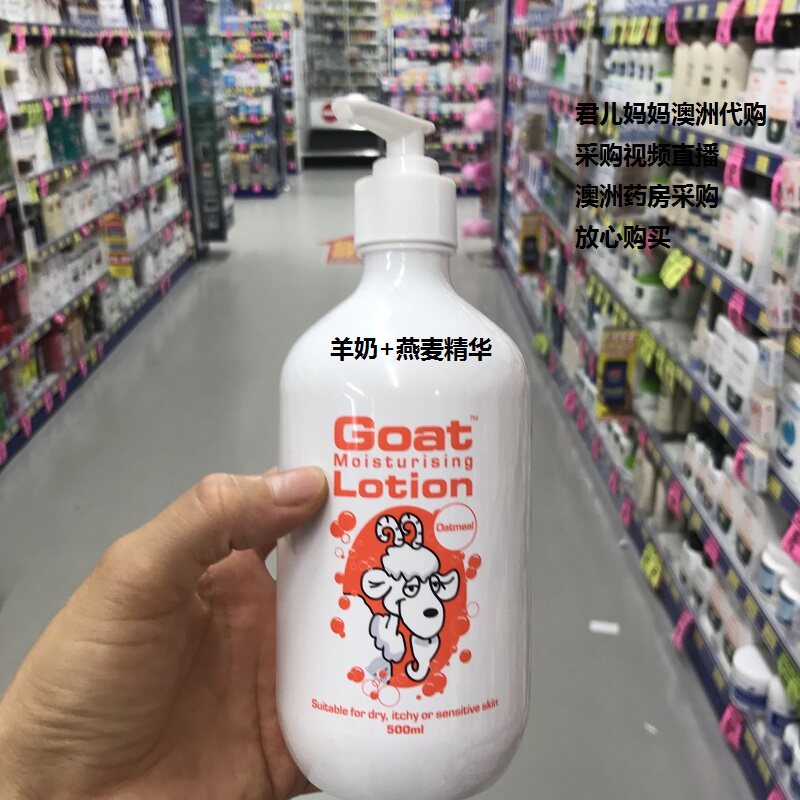 君儿妈妈澳洲代购
采购视频直播
澳洲药房采购
放心购买
羊奶+燕麦精华
Goat™
Moisturising
Lotion
Oatmeal
Suitable for dry, itchy or sensitive skin
500ml